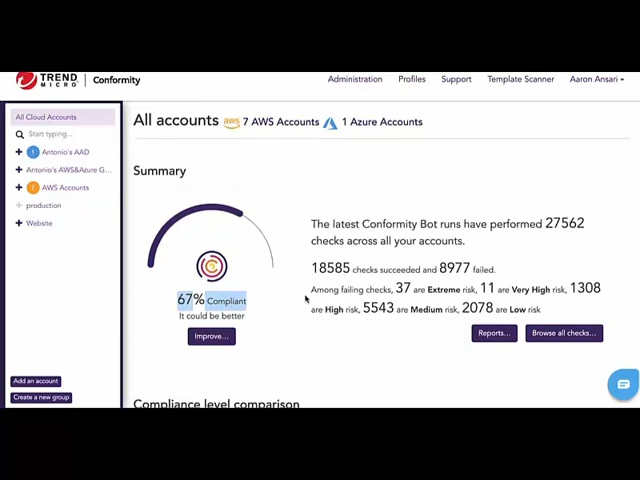 TREND MICRO | Conformity
Administration Profiles Support Template Scanner Aaron Ansari
All Cloud Accounts
Start typing...
1 Antonio's AAD
Antonio's AWS&Azure G...
7 AWS Accounts
production
Website
Add an account
Create a new group
All accounts aws 7 AWS Accounts 1 Azure Accounts
Summary
67% Compliant
It could be better
Improve...
The latest Conformity Bot runs have performed 27562
checks across all your accounts.
18585 checks succeeded and 8977 failed.
Among failing checks, 37 are Extreme risk, 11 are Very High risk, 1308
are High risk, 5543 are Medium risk, 2078 are Low risk
Reports... Browse all checks...
Compliance level comparison